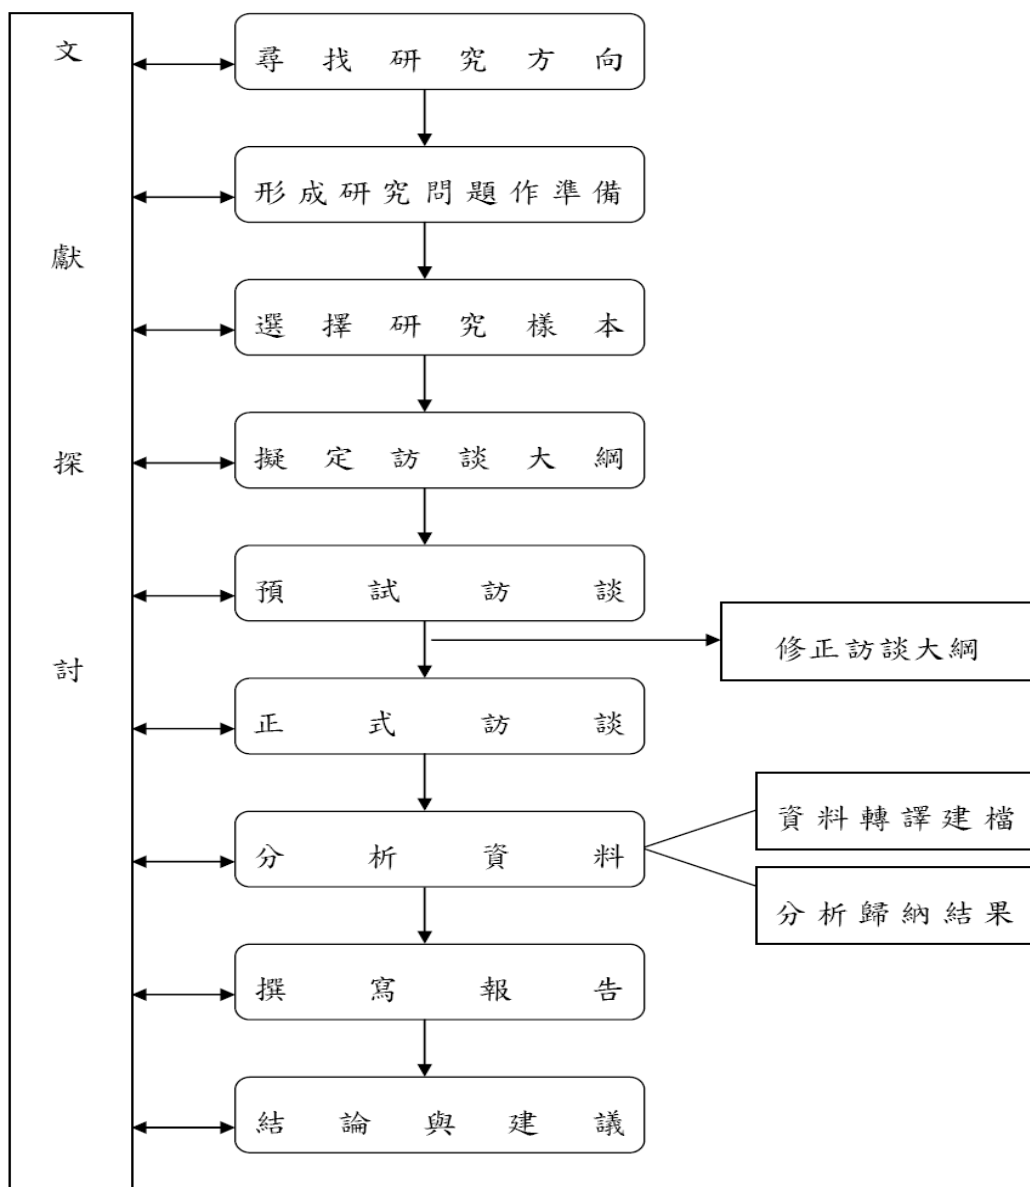 文獻探討
尋找研究方向
形成研究問題作準備
選擇研究樣本
擬定訪談大綱
預試訪談
修正訪談大綱
正式訪談
分析資料
資料轉譯建檔
分析歸納結果
撰寫報告
結論與建議